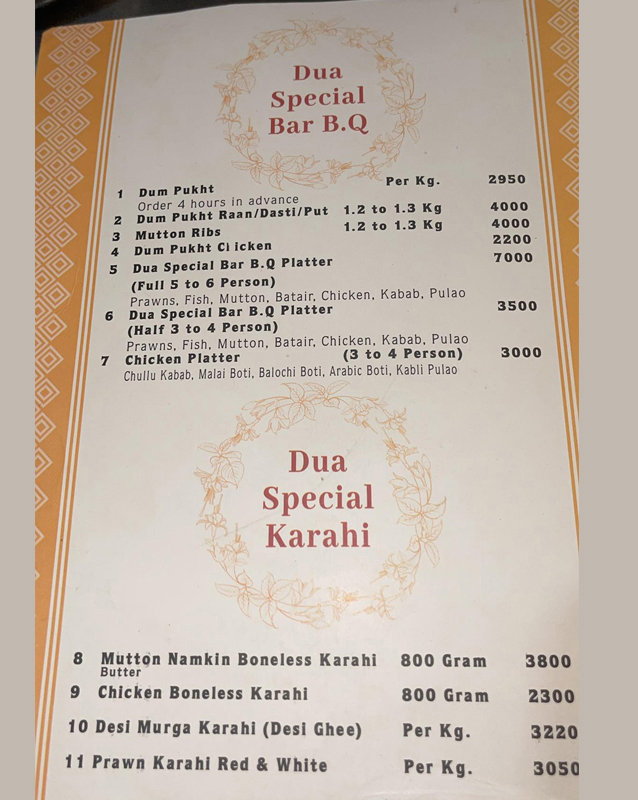 Dua
Special
Bar B.Q
1 Dum Pukht Per Kg. 2950
Order 4 hours in advance
2 Dum Pukht Raan/Dasti/Put 1.2 to 1.3 Kg 4000
3 Mutton Ribs 1.2 to 1.3 Kg 4000
4 Dum Pukht Chicken 2200
5 Dua Special Bar B.Q Platter 7000
(Full 5 to 6 Person)
Prawns, Fish, Mutton, Batair, Chicken, Kabab, Pulao
6 Dua Special Bar B.Q Platter 3500
(Half 3 to 4 Person)
Prawns, Fish, Mutton, Batair, Chicken, Kabab, Pulao
7 Chicken Platter (3 to 4 Person) 3000
Chullu Kabab, Malai Boti, Balochi Boti, Arabic Boti, Kabli Pulao
Dua
Special
Karahi
8 Mutton Namkin Boneless Karahi 800 Gram 3800
Butter
9 Chicken Boneless Karahi 800 Gram 2300
10 Desi Murga Karahi (Desi Ghee) Per Kg. 3220
11 Prawn Karahi Red & White Per Kg. 3050